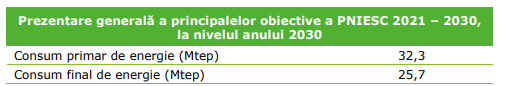 Prezentare generală a principalelor obiective a PNIESC 2021 – 2030,
la nivelul anului 2030
Consum primar de energie (Mtep) 32,3
Consum final de energie (Mtep) 25,7